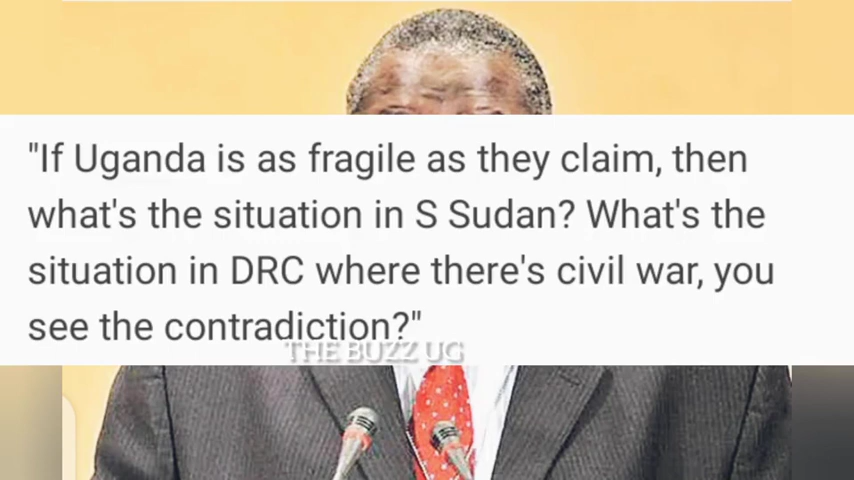 "If Uganda is as fragile as they claim, then
what's the situation in S Sudan? What's the
situation in DRC where there's civil war, you
see the contradiction?"
THE BUZZ UG